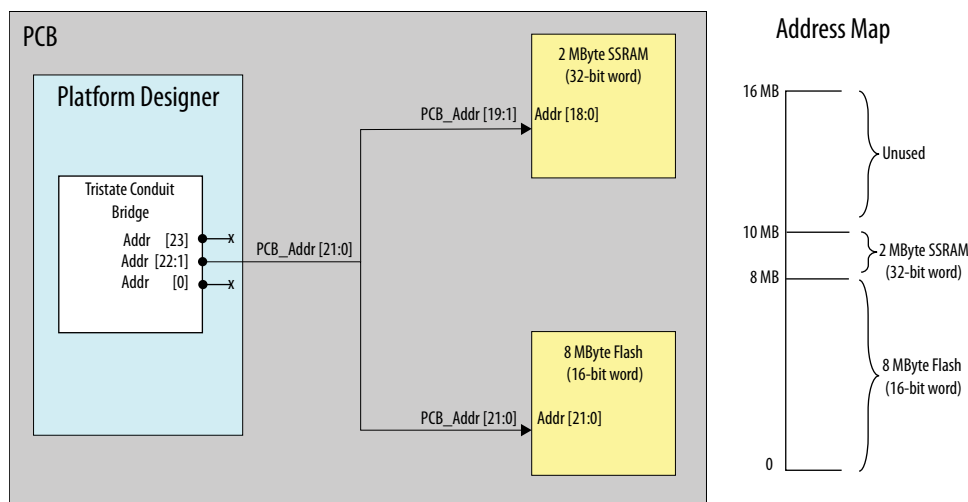 PCB
Platform Designer
Tristate Conduit
Bridge
Addr [23]
Addr [22:1]
Addr [0]
x
x
PCB_Addr [21:0]
PCB_Addr [19:1]
2 MByte SSRAM
(32-bit word)
Addr [18:0]
8 MByte Flash
(16-bit word)
PCB_Addr [21:0]
Addr [21:0]
Address Map
16 MB
Unused
10 MB
2 MByte SSRAM
(32-bit word)
8 MB
8 MByte Flash
(16-bit word)
0